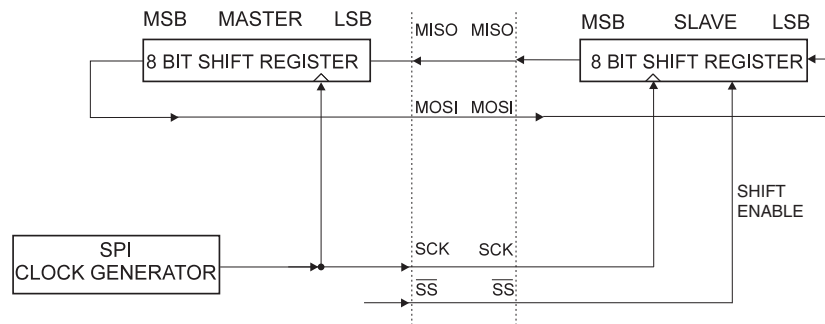 MSB MASTER LSB
MISO MISO
MSB SLAVE LSB
8 BIT SHIFT REGISTER
8 BIT SHIFT REGISTER
MOSI MOSI
SHIFT
ENABLE
SPI
CLOCK GENERATOR
SCK SCK
SS SS